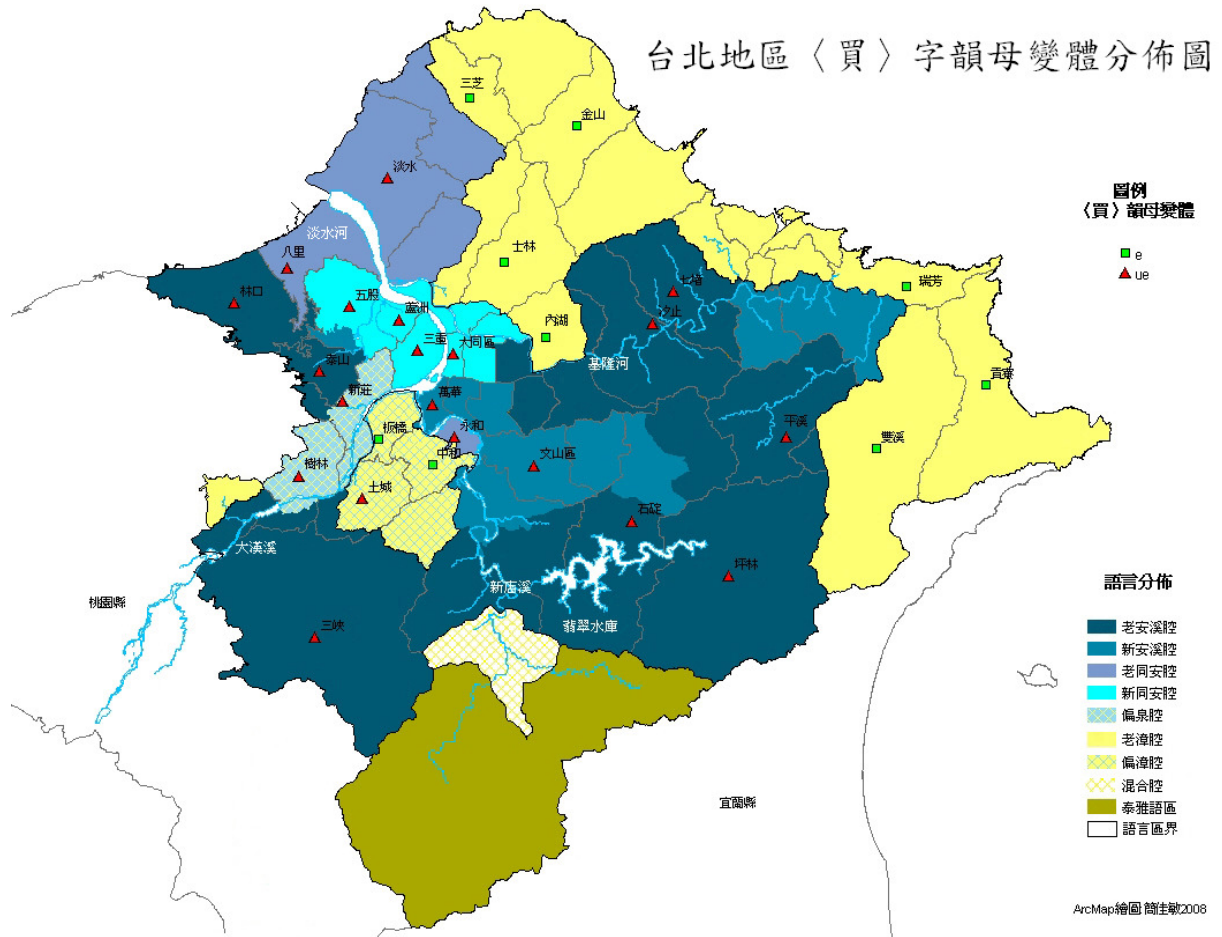 台北地區〈買〉字韻母變體分佈圖
三芝
金山
淡水
圖例
〈買〉韻母變體
e
ue
淡水河
士林
八里
林口
五股
蘆洲
七堵
瑞芳
汐止
內湖
三重
大同區
基隆河
泰山
新莊
萬華
貢寮
板橋
永和
平溪
雙溪
中和
文山區
樹林
土城
石碇
大漢溪
新店溪
坪林
桃園縣
翡翠水庫
三峽
語言分佈
老安溪腔
新安溪腔
老同安腔
新同安腔
偏泉腔
老漳腔
偏漳腔
混合腔
泰雅語區
語言區界
宜蘭縣
ArcMap繪圖 簡佳敏2008